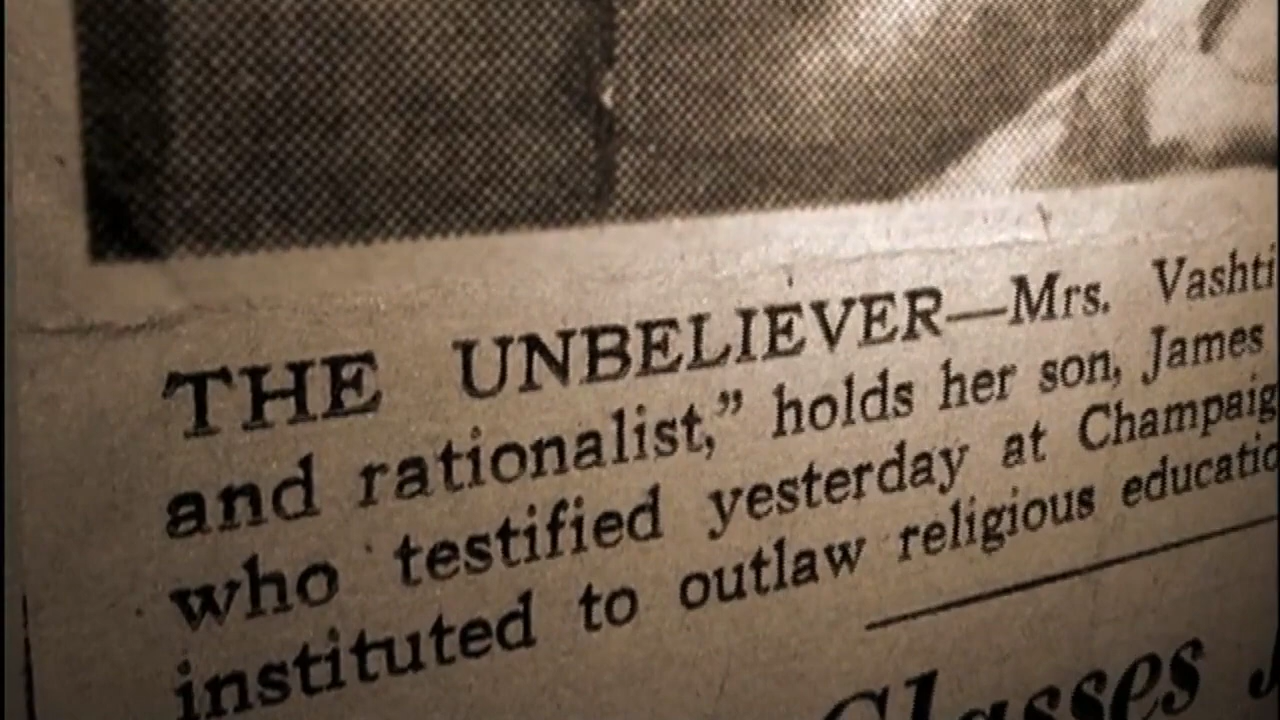 THE UNBELIEVER—Mrs. Vashti
and rationalist,” holds her son, James
who testified yesterday at Champaig
instituted to outlaw religious educatio
Classes